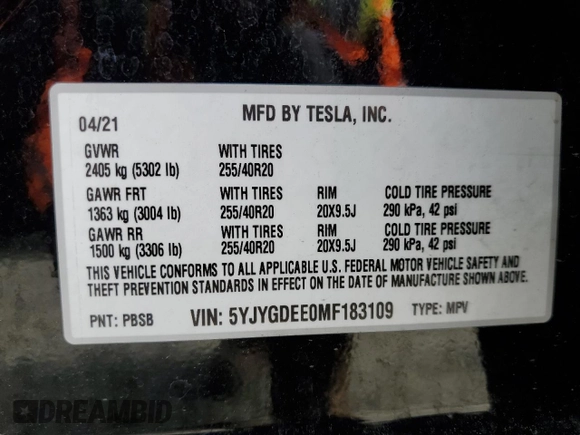 04/21 MFD BY TESLA, INC.
GVWR WITH TIRES
2405 kg (5302 lb) 255/40R20
GAWR FRT WITH TIRES RIM COLD TIRE PRESSURE
1363 kg (3004 lb) 255/40R20 20X9.5J 290 kPa, 42 psi
GAWR RR WITH TIRES RIM COLD TIRE PRESSURE
1500 kg (3306 lb) 255/40R20 20X9.5J 290 kPa, 42 psi
THIS VEHICLE CONFORMS TO ALL APPLICABLE U.S. FEDERAL MOTOR VEHICLE SAFETY AND
THEFT PREVENTION STANDARDS IN EFFECT ON THE DATE OF MANUFACTURE SHOWN ABOVE.
PNT: PBSB VIN: 5YJYGDEE0MF183109 TYPE: MPV
DREAMBID